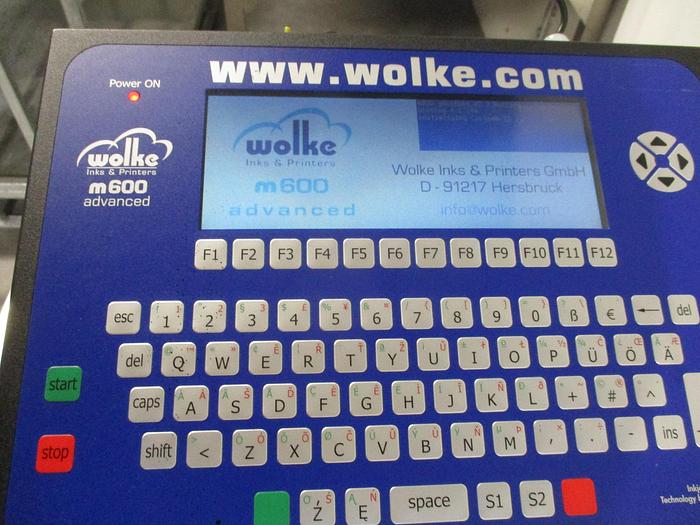 www.wolke.com
Power ON
wolke
Inks & Printers
m600
advanced
wolke
Inks & Printers
m600
advanced
Wolke Inks & Printers GmbH
D - 91217 Hersbruck
info@wolke.com
F1 F2 F3 F4 F5 F6 F7 F8 F9 F10 F11 F12
esc 1 2 3 4 5 6 7 8 9 0 ß € ← del
del Q W E R T Y U I O P Ü Ö Ä
caps A S D F G H J K L + # ^
start
shift < Z X C V B N M , . - ins
stop
Ź Ę space S1 S2
Technology